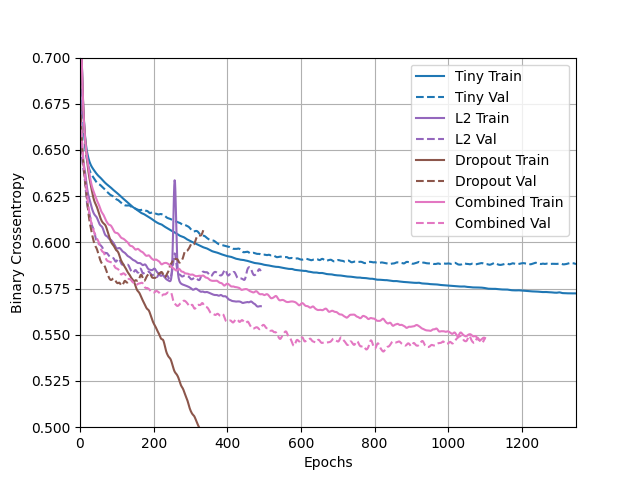 0.700
0.675
0.650
0.625
0.600
0.575
0.550
0.525
0.500
Binary Crossentropy
0 200 400 600 800 1000 1200
Epochs
Tiny Train
Tiny Val
L2 Train
L2 Val
Dropout Train
Dropout Val
Combined Train
Combined Val